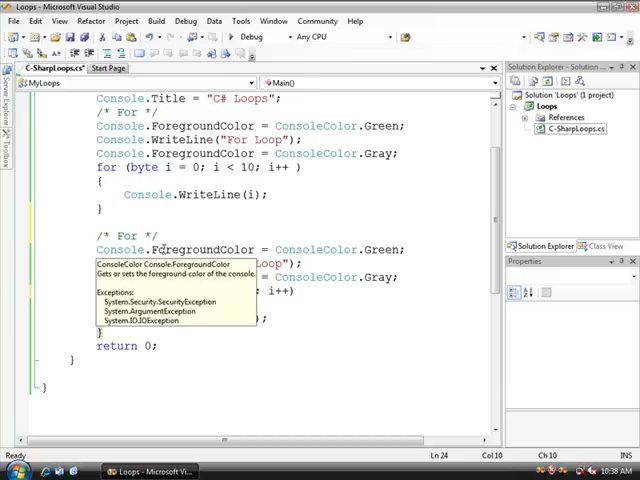 Loops - Microsoft Visual Studio
File Edit View Refactor Project Build Debug Data Tools Window Community Help
Debug Any CPU
C-SharpLoops.cs* Start Page
Solution Explorer - Solution 'Loops' ...
MyLoops Main()
Server Explorer
Toolbox
Console.Title = "C# Loops";
/* For */
Console.ForegroundColor = ConsoleColor.Green;
Console.WriteLine("For Loop");
Console.ForegroundColor = ConsoleColor.Gray;
for (byte i = 0; i < 10; i++ )
{
Console.WriteLine(i);
}
/* For */
Console.ForegroundColor = ConsoleColor.Green;
ConsoleColor Console.ForegroundColor
Gets or sets the foreground color of the console.
Exceptions:
System.Security.SecurityException
System.ArgumentException
System.IO.IOException
Loop");
= ConsoleColor.Gray;
; i++)
);
}
return 0;
}
}
Solution 'Loops' (1 project)
Loops
References
C-SharpLoops.cs
Solution Explorer Class View
Properties
Ready Ln 24 Col 10 Ch 10 INS
Loops - Microsoft Vi... 10:38 AM